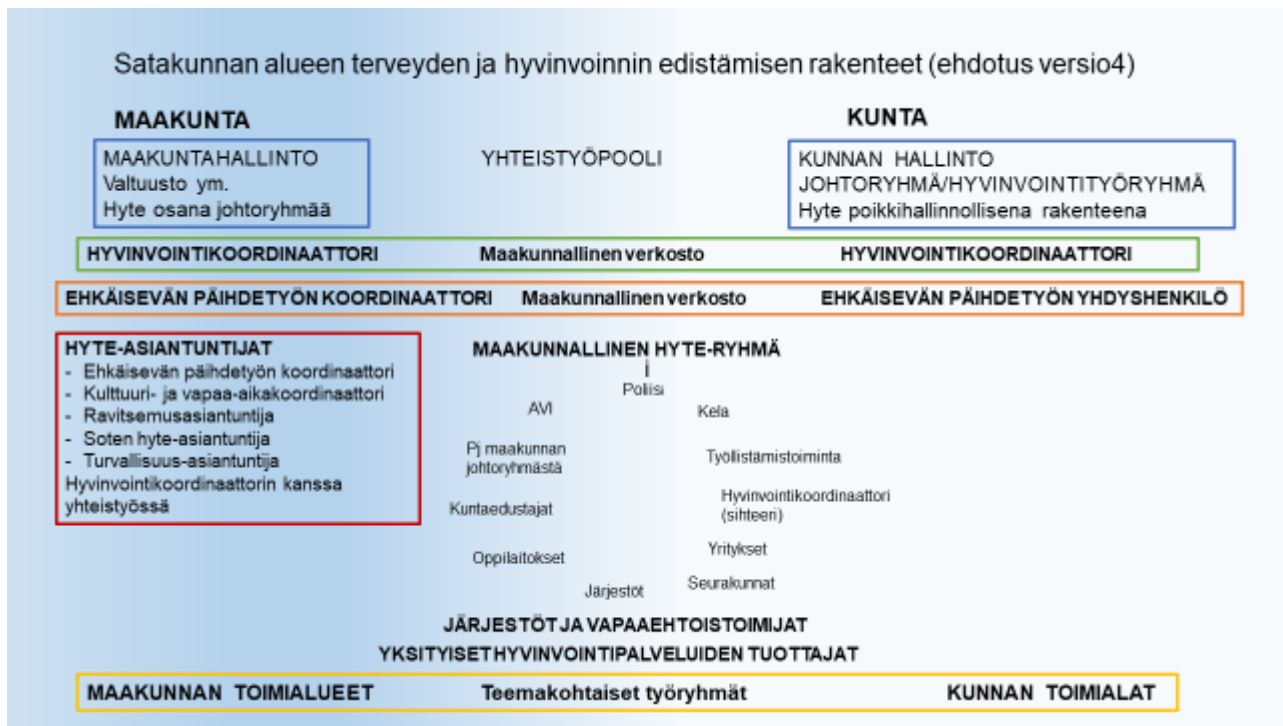 Satakunnan alueen terveyden ja hyvinvoinnin edistämisen rakenteet (ehdotus versio4)
MAAKUNTA
KUNTA
MAAKUNTAHALLINTO
Valtuusto ym.
Hyte osana johtoryhmää
YHTEISTYÖPOOLI
KUNNAN HALLINTO
JOHTORYHMÄ/HYVINVOINTITYÖRYHMÄ
Hyte poikkihallinnollisena rakenteena
HYVINVOINTIKOORDINAATTORI Maakunnallinen verkosto HYVINVOINTIKOORDINAATTORI
EHKÄISEVÄN PÄIHDETYÖN KOORDINAATTORI Maakunnallinen verkosto EHKÄISEVÄN PÄIHDETYÖN YHDYSHENKILÖ
HYTE-ASIANTUNTIJAT
- Ehkäisevän päihdetyön koordinaattori
- Kulttuuri- ja vapaa-aikakoordinaattori
- Ravitsemusasiantuntija
- Soten hyte-asiantuntija
- Turvallisuus-asiantuntija
Hyvinvointikoordinaattorin kanssa
yhteistyössä
MAAKUNNALLINEN HYTE-RYHMÄ
i
Poliisi
AVI
Kela
Pj maakunnan
johtoryhmästä
Työllistämistoiminta
Kuntaedustajat
Hyvinvointikoordinaattori
(sihteeri)
Oppilaitokset
Yritykset
Järjestöt
Seurakunnat
JÄRJESTÖT JA VAPAAEHTOISTOIMIJAT
YKSITYISET HYVINVOINTIPALVELUIDEN TUOTTAJAT
MAAKUNNAN TOIMIALUEET Teemakohtaiset työryhmät KUNNAN TOIMIALAT